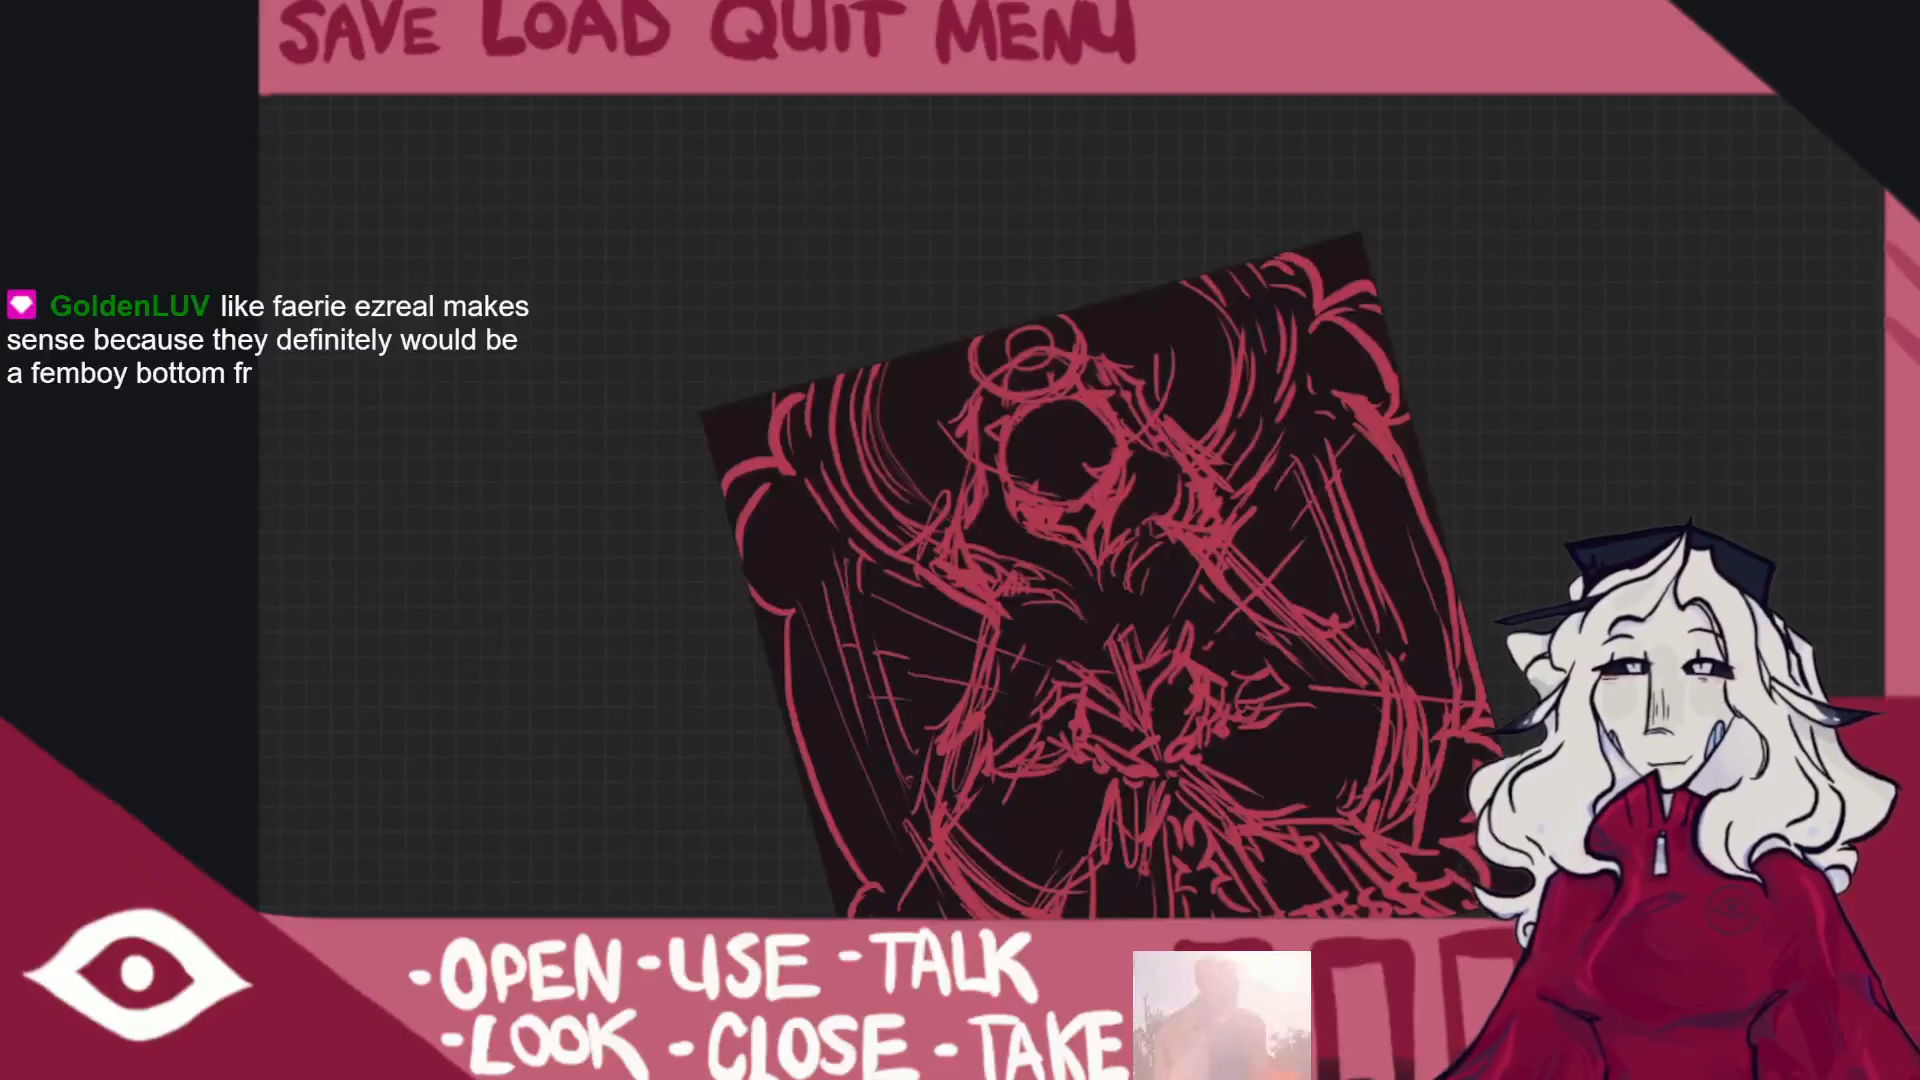 SAVE LOAD QUIT MENU
GoldenLUV like faerie ezreal makes
sense because they definitely would be
a femboy bottom fr
-OPEN -USE -TALK
-LOOK -CLOSE -TAKE